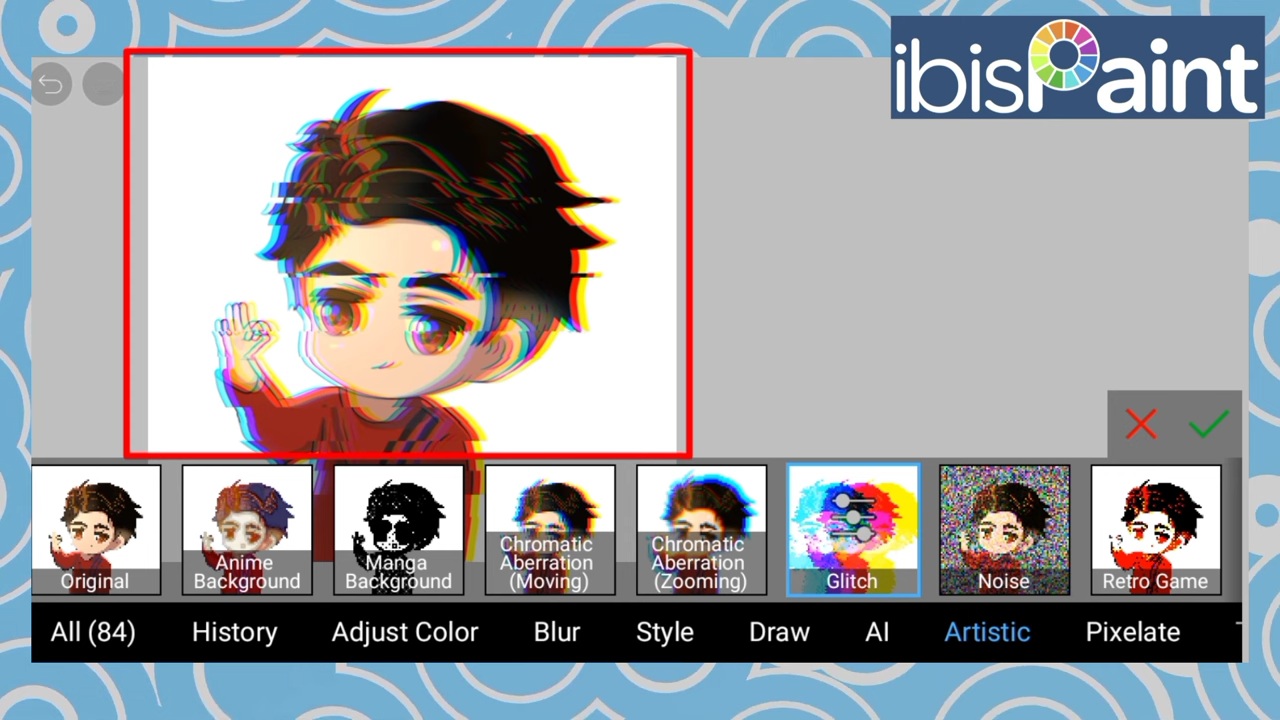 ibisPaint
Original
Anime
Background
Manga
Background
Chromatic
Aberration
(Moving)
Chromatic
Aberration
(Zooming)
Glitch
Noise
Retro Game
All (84)
History
Adjust Color
Blur
Style
Draw
AI
Artistic
Pixelate